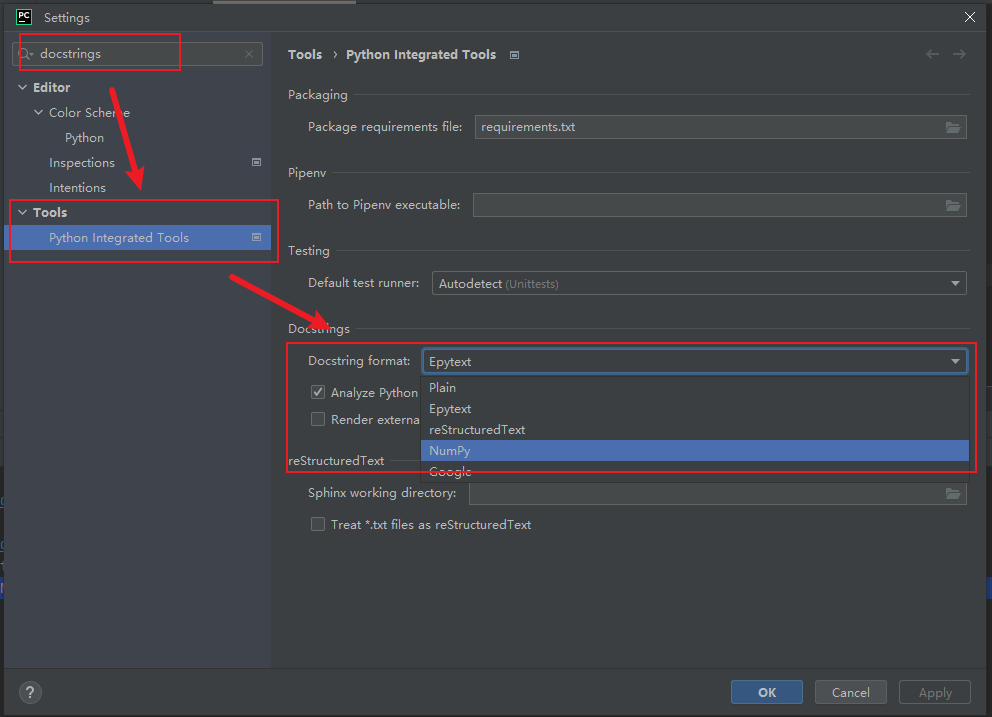 PC Settings
docstrings
Editor
Color Scheme
Python
Inspections
Intentions
Tools
Python Integrated Tools
Tools › Python Integrated Tools
Packaging
Package requirements file: requirements.txt
Pipenv
Path to Pipenv executable:
Testing
Default test runner: Autodetect (Unittests)
Docstrings
Docstring format: Epytext
Plain
Analyze Python
Epytext
Render externa
reStructuredText
NumPy
reStructuredText
Google
Sphinx working directory:
Treat *.txt files as reStructuredText
?
OK
Cancel
Apply